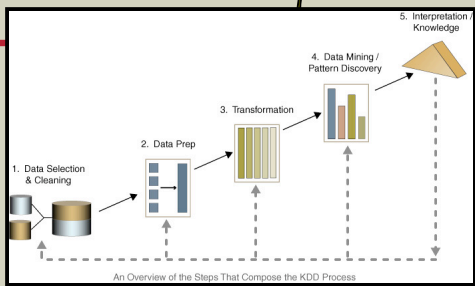 1. Data Selection
& Cleaning
2. Data Prep
3. Transformation
4. Data Mining /
Pattern Discovery
5. Interpretation /
Knowledge
An Overview of the Steps That Compose the KDD Process